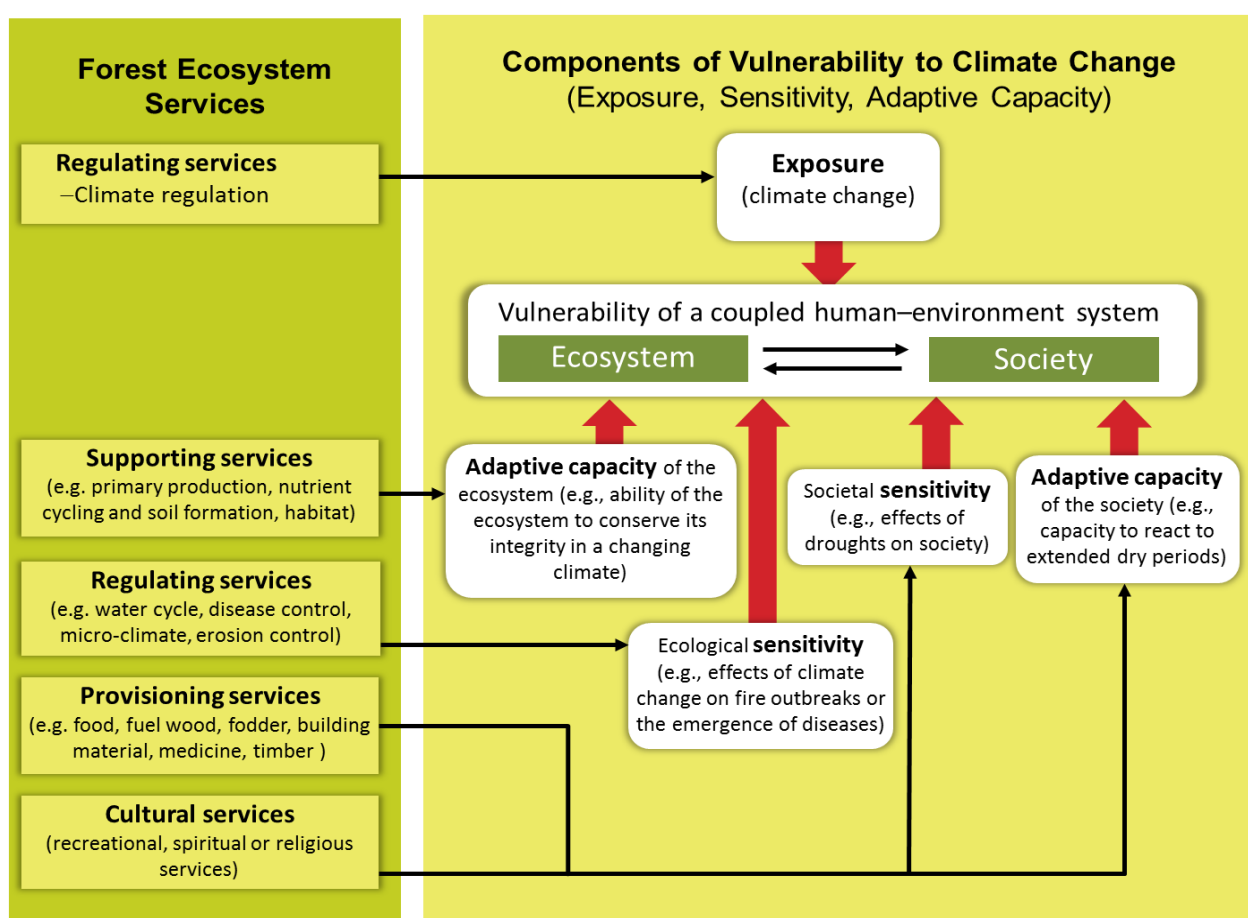 Forest Ecosystem
Services
Regulating services
–Climate regulation
Supporting services
(e.g. primary production, nutrient
cycling and soil formation, habitat)
Regulating services
(e.g. water cycle, disease control,
micro-climate, erosion control)
Provisioning services
(e.g. food, fuel wood, fodder, building
material, medicine, timber )
Cultural services
(recreational, spiritual or religious
services)
Components of Vulnerability to Climate Change
(Exposure, Sensitivity, Adaptive Capacity)
Exposure
(climate change)
Vulnerability of a coupled human–environment system
Ecosystem
Society
Adaptive capacity of the
ecosystem (e.g., ability of the
ecosystem to conserve its
integrity in a changing
climate)
Ecological sensitivity
(e.g., effects of climate
change on fire outbreaks or
the emergence of diseases)
Societal sensitivity
(e.g., effects of
droughts on society)
Adaptive capacity
of the society (e.g.,
capacity to react to
extended dry periods)